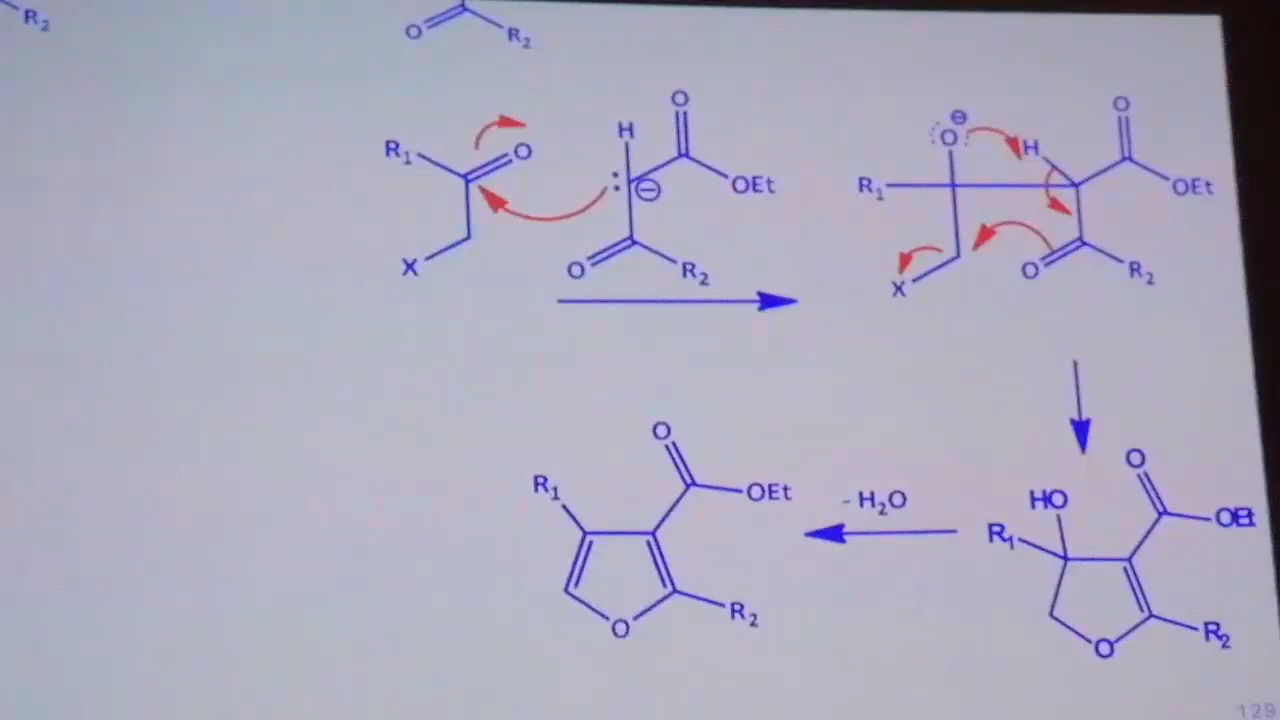 R2
O R2
R1 O
X
H
O
OEt
: ⊖
O R2
O ⊖
R1
X
H
O
OEt
O R2
HO
R1
O
OEt
O
R2
- H2O
R1
O
OEt
O
R2
129